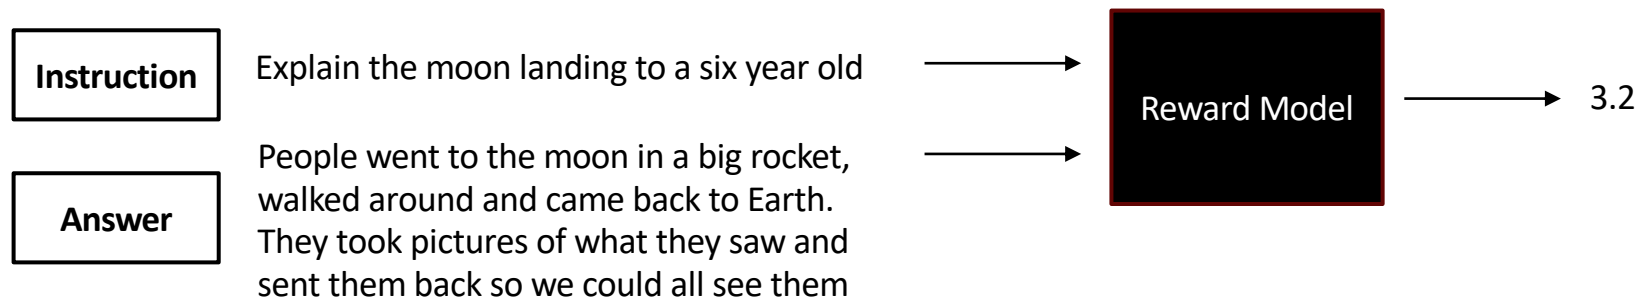 Instruction
Explain the moon landing to a six year old
Answer
People went to the moon in a big rocket,
walked around and came back to Earth.
They took pictures of what they saw and
sent them back so we could all see them
Reward Model
3.2